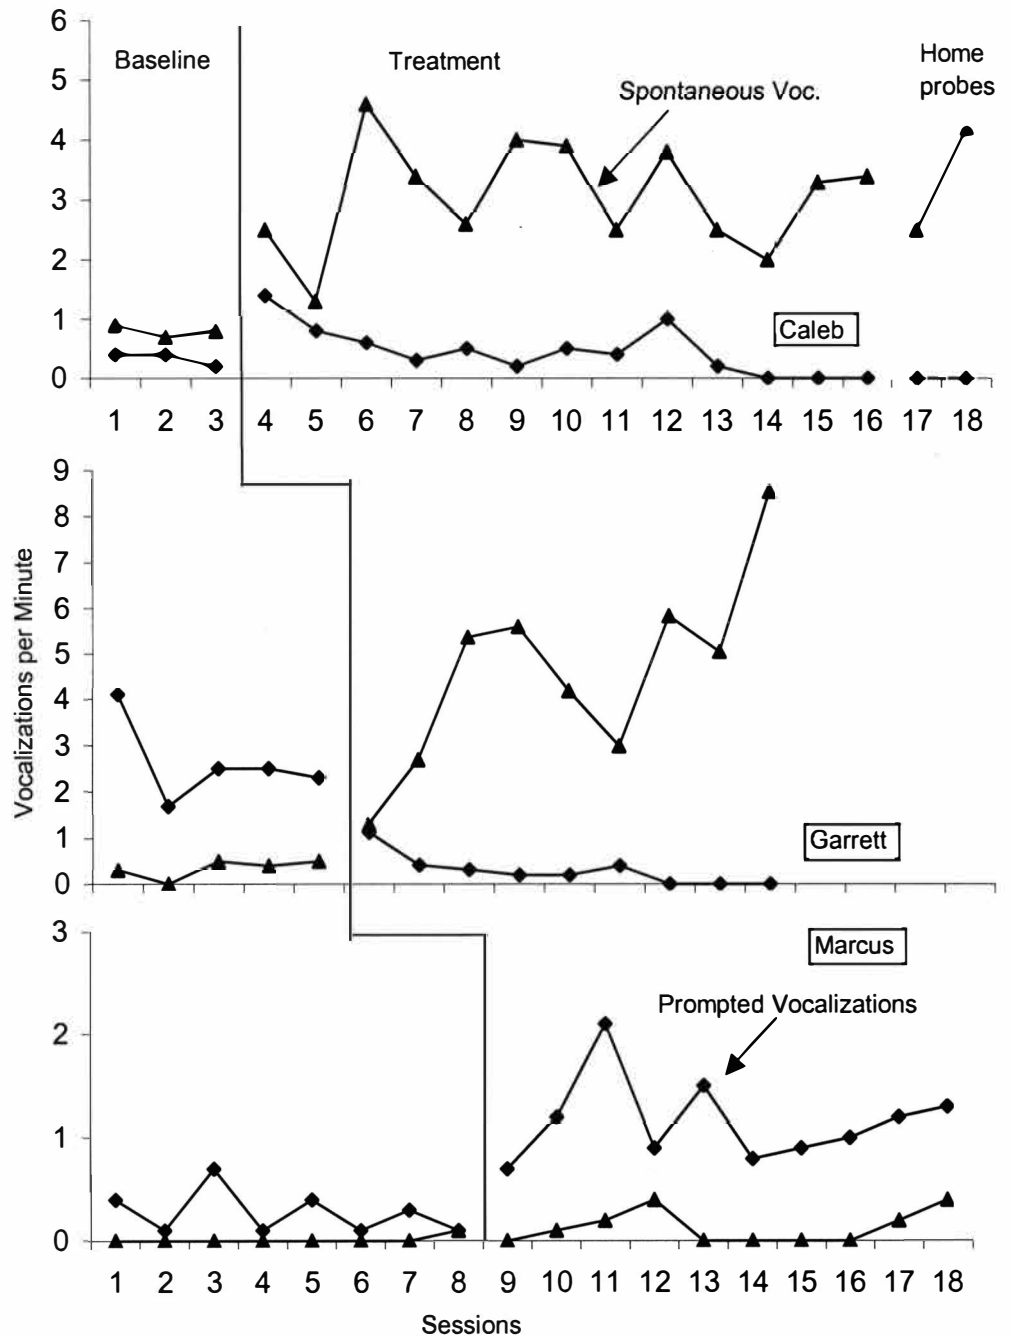 6
Baseline
Treatment
Home
probes
5
Spontaneous Voc.
4
3
2
1
Caleb
0
1 2 3 4 5 6 7 8 9 10 11 12 13 14 15 16 17 18
Vocalizations per Minute
9
8
7
6
5
4
3
2
1
Garrett
0
3
Marcus
Prompted Vocalizations
2
1
0
1 2 3 4 5 6 7 8 9 10 11 12 13 14 15 16 17 18
Sessions